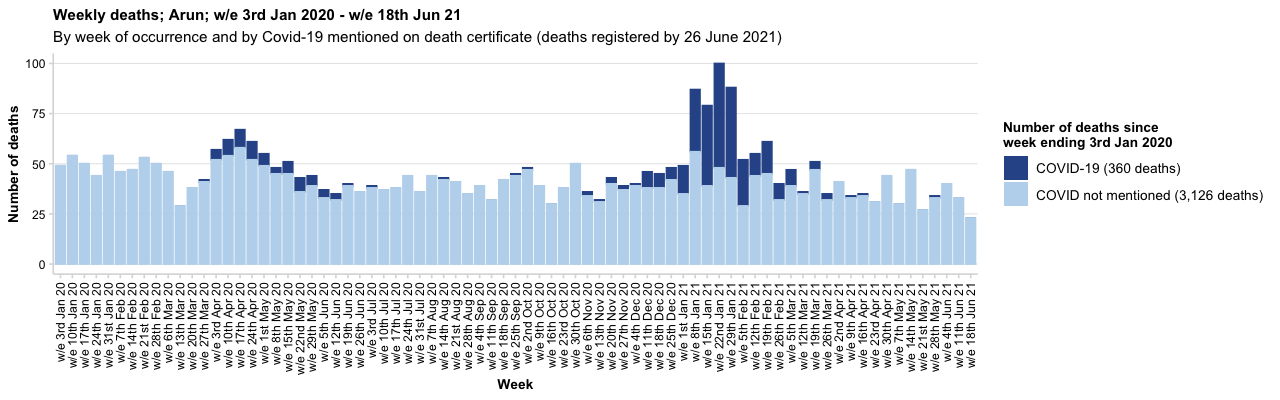 Weekly deaths; Arun; w/e 3rd Jan 2020 - w/e 18th Jun 21
By week of occurrence and by Covid-19 mentioned on death certificate (deaths registered by 26 June 2021)
100
75
50
25
0
Number of deaths
Number of deaths since
week ending 3rd Jan 2020
COVID-19 (360 deaths)
COVID not mentioned (3,126 deaths)
w/e 3rd Jan 20
w/e 10th Jan 20
w/e 17th Jan 20
w/e 24th Jan 20
w/e 31st Jan 20
w/e 7th Feb 20
w/e 14th Feb 20
w/e 21st Feb 20
w/e 28th Feb 20
w/e 6th Mar 20
w/e 13th Mar 20
w/e 20th Mar 20
w/e 27th Mar 20
w/e 3rd Apr 20
w/e 10th Apr 20
w/e 17th Apr 20
w/e 24th Apr 20
w/e 1st May 20
w/e 8th May 20
w/e 15th May 20
w/e 22nd May 20
w/e 29th May 20
w/e 5th Jun 20
w/e 12th Jun 20
w/e 19th Jun 20
w/e 26th Jun 20
w/e 3rd Jul 20
w/e 10th Jul 20
w/e 17th Jul 20
w/e 24th Jul 20
w/e 31st Jul 20
w/e 7th Aug 20
w/e 14th Aug 20
w/e 21st Aug 20
w/e 28th Aug 20
w/e 4th Sep 20
w/e 11th Sep 20
w/e 18th Sep 20
w/e 25th Sep 20
w/e 2nd Oct 20
w/e 9th Oct 20
w/e 16th Oct 20
w/e 23rd Oct 20
w/e 30th Oct 20
w/e 6th Nov 20
w/e 13th Nov 20
w/e 20th Nov 20
w/e 27th Nov 20
w/e 4th Dec 20
w/e 11th Dec 20
w/e 18th Dec 20
w/e 25th Dec 20
w/e 1st Jan 21
w/e 8th Jan 21
w/e 15th Jan 21
w/e 22nd Jan 21
w/e 29th Jan 21
w/e 5th Feb 21
w/e 12th Feb 21
w/e 19th Feb 21
w/e 26th Feb 21
w/e 5th Mar 21
w/e 12th Mar 21
w/e 19th Mar 21
w/e 26th Mar 21
w/e 2nd Apr 21
w/e 9th Apr 21
w/e 16th Apr 21
w/e 23rd Apr 21
w/e 30th Apr 21
w/e 7th May 21
w/e 14th May 21
w/e 21st May 21
w/e 28th May 21
w/e 4th Jun 21
w/e 11th Jun 21
w/e 18th Jun 21
Week